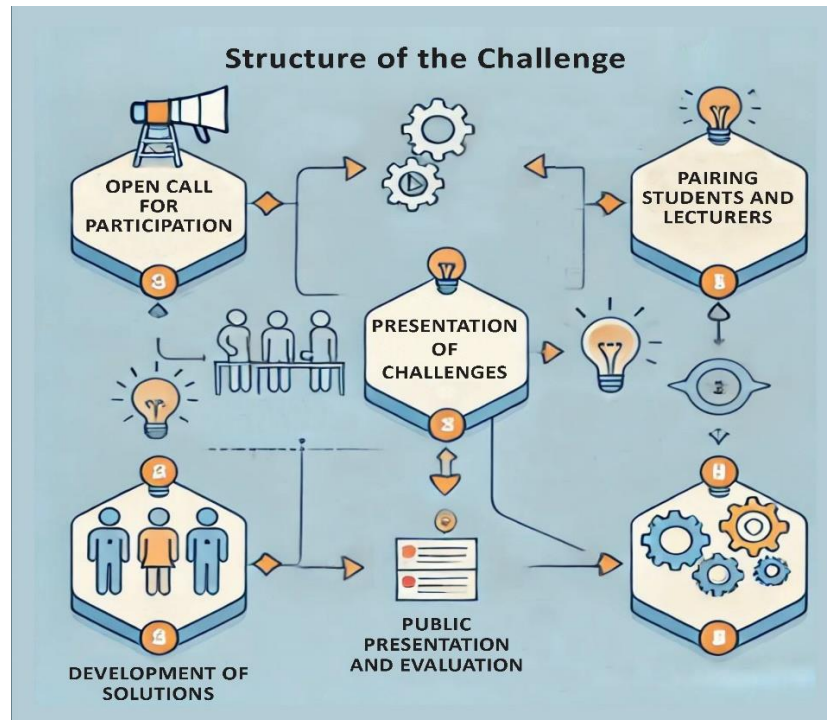 Structure of the Challenge
OPEN CALL
FOR
PARTICIPATION
PAIRING
STUDENTS AND
LECTURERS
PRESENTATION
OF
CHALLENGES
DEVELOPMENT OF
SOLUTIONS
PUBLIC
PRESENTATION
AND EVALUATION